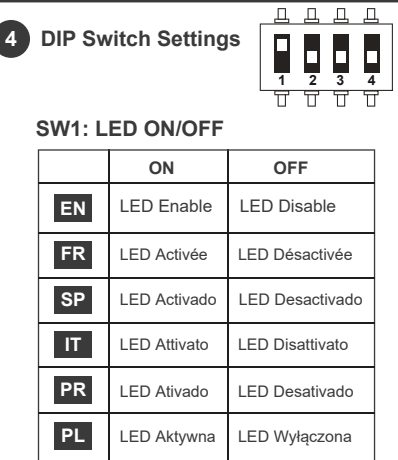 4 DIP Switch Settings
1 2 3 4
SW1: LED ON/OFF
ON OFF
EN LED Enable LED Disable
FR LED Activée LED Désactivée
SP LED Activado LED Desactivado
IT LED Attivato LED Disattivato
PR LED Ativado LED Desativado
PL LED Aktywna LED Wyłączona